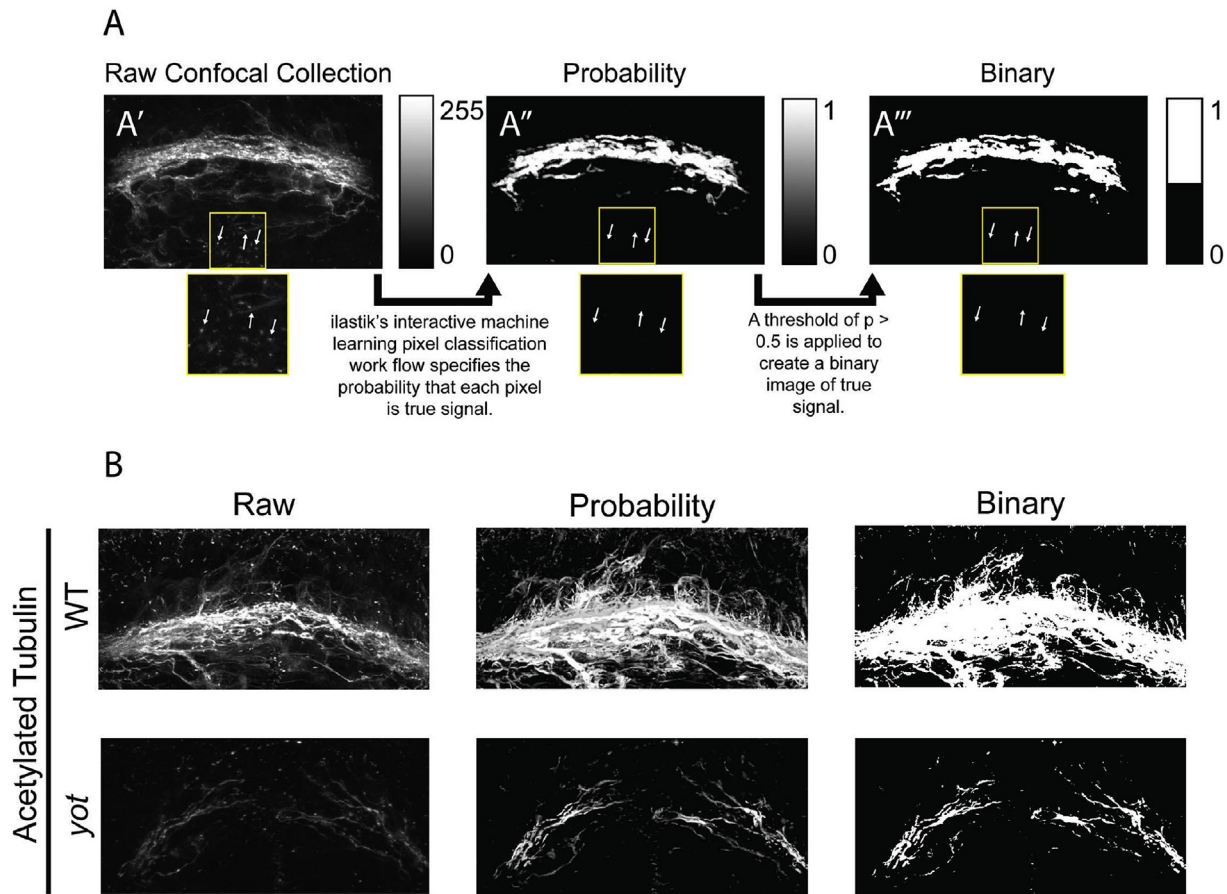 A
Raw Confocal Collection
Probability
Binary
A′
255
0
A″
1
0
A‴
1
0
ilastik's interactive machine
learning pixel classification
work flow specifies the
probability that each pixel
is true signal.
A threshold of p >
0.5 is applied to
create a binary
image of true
signal.
B
Raw
Probability
Binary
Acetylated Tubulin
WT
yot